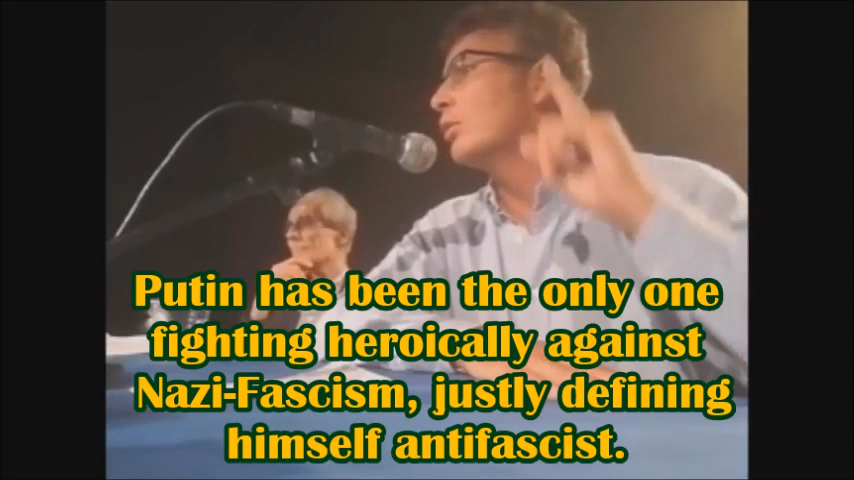 Putin has been the only one
fighting heroically against
Nazi-Fascism, justly defining
himself antifascist.